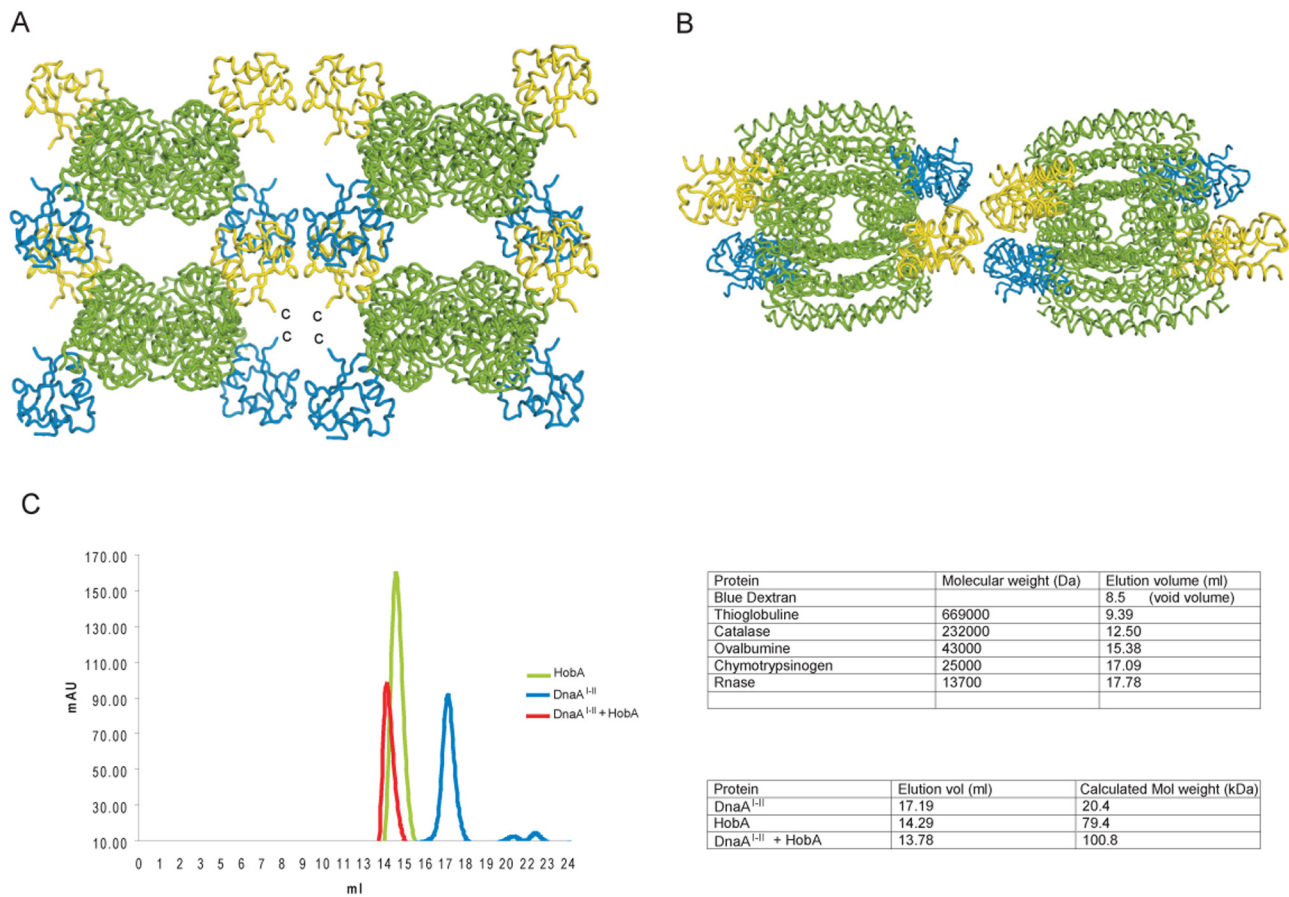 A
B
C
C
C
C
C
170.00
150.00
130.00
110.00
90.00
70.00
50.00
30.00
10.00
mAU
0 1 2 3 4 5 6 7 8 9 10 11 12 13 14 15 16 17 18 19 20 21 22 23 24
ml
HobA
DnaA I-II
DnaA I-II + HobA
Protein Molecular weight (Da) Elution volume (ml)
Blue Dextran 8.5 (void volume)
Thioglobuline 669000 9.39
Catalase 232000 12.50
Ovalbumine 43000 15.38
Chymotrypsinogen 25000 17.09
Rnase 13700 17.78
Protein Elution vol (ml) Calculated Mol weight (kDa)
DnaA I-II 17.19 20.4
HobA 14.29 79.4
DnaA I-II + HobA 13.78 100.8